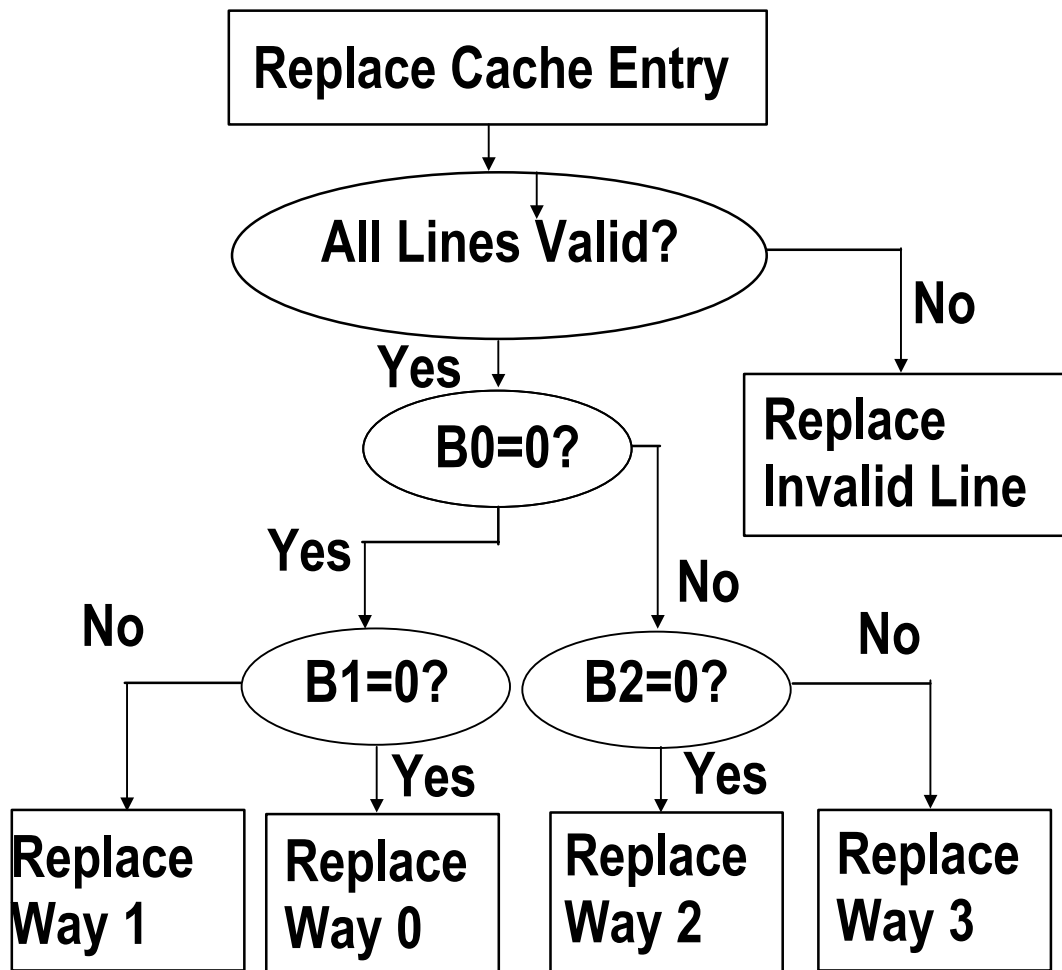 Replace Cache Entry
All Lines Valid?
No
Yes
Replace
Invalid Line
B0=0?
Yes
No
No
B1=0?
B2=0?
No
Yes
Yes
Replace
Way 1
Replace
Way 0
Replace
Way 2
Replace
Way 3